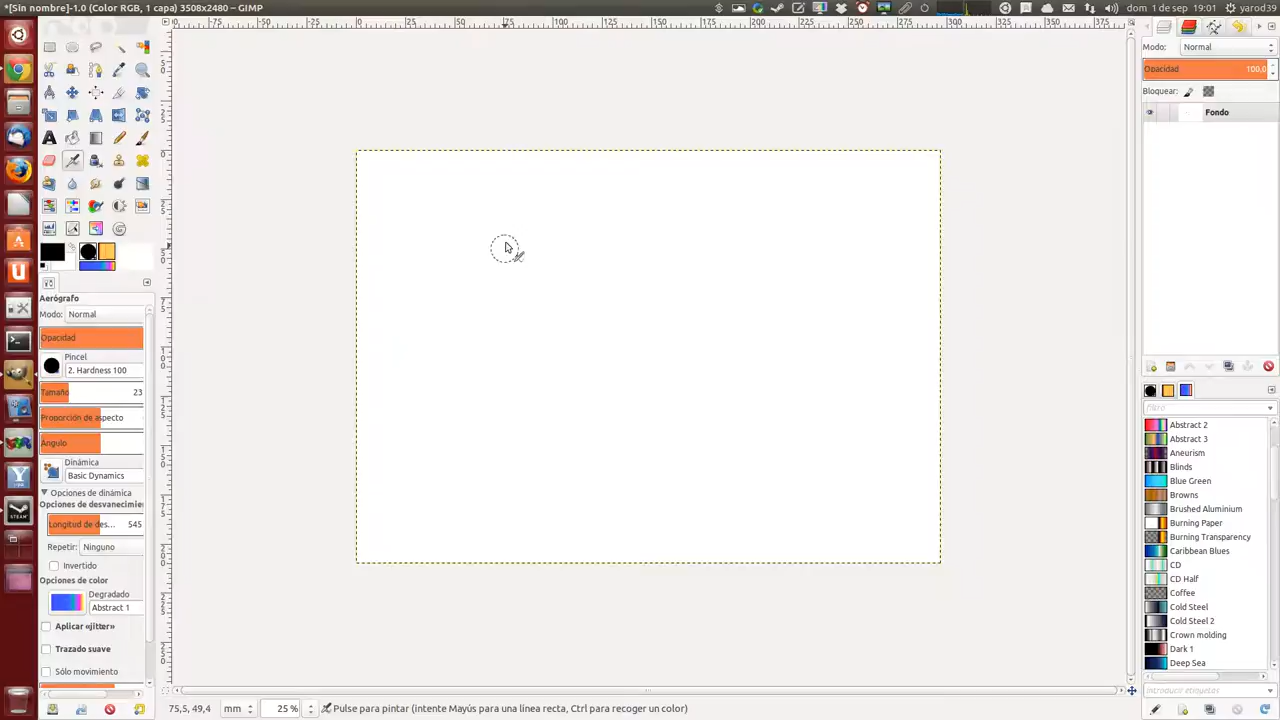 *[Sin nombre]-1.0 (Color RGB, 1 capa) 3508x2480 – GIMP
dom 1 de sep 19:01 yarod39
Modo: Normal
Opacidad 100,0
Bloquear:
Fondo
Filtro
Abstract 2
Abstract 3
Aneurism
Blinds
Blue Green
Browns
Brushed Aluminium
Burning Paper
Burning Transparency
Caribbean Blues
CD
CD Half
Coffee
Cold Steel
Cold Steel 2
Crown molding
Dark 1
Deep Sea
introducir etiquetas
Aerógrafo
Modo: Normal
Opacidad
Pincel
2. Hardness 100
Tamaño 23
Proporción de aspecto
Ángulo
Dinámica
Basic Dynamics
Opciones de dinámica
Opciones de desvanecimie
Longitud de des... 545
Repetir: Ninguno
Invertido
Opciones de color
Degradado
Abstract 1
Aplicar «jitter»
Trazado suave
Sólo movimiento
75,5, 49,4 mm 25 % Pulse para pintar (intente Mayús para una línea recta, Ctrl para recoger un color)